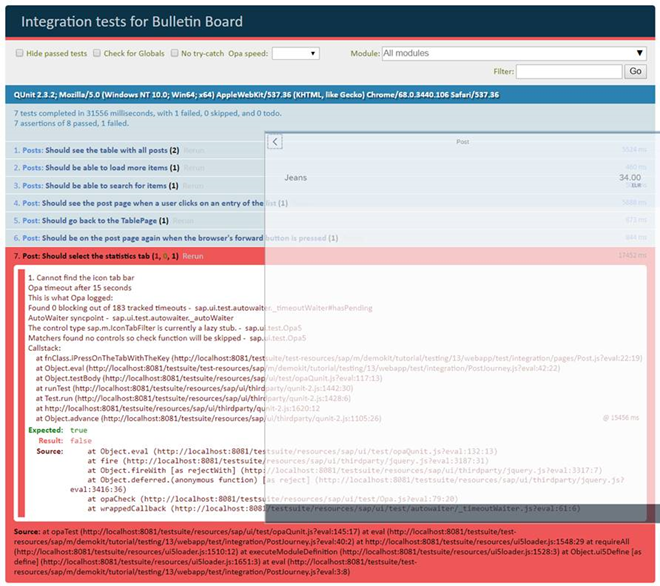 Integration tests for Bulletin Board
Hide passed tests Check for Globals No try-catch Opa speed:
Module: All modules
Filter: Go
QUnit 2.3.2; Mozilla/5.0 (Windows NT 10.0; Win64; x64) AppleWebKit/537.36 (KHTML, like Gecko) Chrome/68.0.3440.106 Safari/537.36
7 tests completed in 31556 milliseconds, with 1 failed, 0 skipped, and 0 todo.
7 assertions of 8 passed, 1 failed.
Post
1. Posts: Should see the table with all posts (2) Rerun
2. Posts: Should be able to load more items (1) Rerun
Jeans 34.00
3. Posts: Should be able to search for items (1) Rerun
EUR
4. Posts: Should see the post page when a user clicks on an entry of the list (1)
5. Post: Should go back to the TablePage (1) Rerun
6. Post: Should be on the post page again when the browser's forward button is pressed (1)
7. Post: Should select the statistics tab (1, 0, 1) Rerun
1. Cannot find the icon tab bar
Opa timeout after 15 seconds
This is what Opa logged:
Found 0 blocking out of 183 tracked timeouts - sap.ui.test.autowaiter._timeoutWaiter#hasPending
AutoWaiter syncpoint - sap.ui.test.autowaiter._autoWaiter
The control type sap.m.IconTabFilter is currently a lazy stub. - sap.ui.test.Opa5
Matchers found no controls so check function will be skipped - sap.ui.test.Opa5
Callstack:
at fnClass.iPressOnTheTabWithTheKey (http://localhost:8081/testsuite/test-resources/sap/m/demokit/tutorial/testing/13/webapp/test/integration/pages/Post.js?eval:22:19)
at Object.eval (http://localhost:8081/testsuite/test-resources/sap/m/demokit/tutorial/testing/13/webapp/test/integration/PostJourney.js?eval:42:22)
at Object.testBody (http://localhost:8081/testsuite/resources/sap/ui/test/opaQunit.js?eval:117:13)
at runTest (http://localhost:8081/testsuite/resources/sap/ui/thirdparty/qunit-2.js:1442:30)
at Test.run (http://localhost:8081/testsuite/resources/sap/ui/thirdparty/qunit-2.js:1428:6)
at http://localhost:8081/testsuite/resources/sap/ui/thirdparty/qunit-2.js:1620:12
at Object.advance (http://localhost:8081/testsuite/resources/sap/ui/thirdparty/qunit-2.js:1105:26)
@ 15456 ms
Expected: true
Result: false
Source: at Object.eval (http://localhost:8081/testsuite/resources/sap/ui/test/opaQunit.js?eval:132:13)
at fire (http://localhost:8081/testsuite/resources/sap/ui/thirdparty/jquery.js?eval:3187:31)
at Object.fireWith [as rejectWith] (http://localhost:8081/testsuite/resources/sap/ui/thirdparty/jquery.js?eval:3317:7)
at Object.deferred.(anonymous function) [as reject] (http://localhost:8081/testsuite/resources/sap/ui/thirdparty/jquery.js?
eval:3416:36)
at opaCheck (http://localhost:8081/testsuite/resources/sap/ui/test/Opa.js?eval:79:20)
at wrappedCallback (http://localhost:8081/testsuite/resources/sap/ui/test/autowaiter/_timeoutWaiter.js?eval:61:6)
Source: at opaTest (http://localhost:8081/testsuite/resources/sap/ui/test/opaQunit.js?eval:145:17) at eval (http://localhost:8081/testsuite/test-
resources/sap/m/demokit/tutorial/testing/13/webapp/test/integration/PostJourney.js?eval:40:2) at http://localhost:8081/testsuite/resources/ui5loader.js:1548:29 at requireAll
(http://localhost:8081/testsuite/resources/ui5loader.js:1510:12) at executeModuleDefinition (http://localhost:8081/testsuite/resources/ui5loader.js:1528:3) at Object.ui5Define [as
define] (http://localhost:8081/testsuite/resources/ui5loader.js:1651:3) at eval (http://localhost:8081/testsuite/test-
resources/sap/m/demokit/tutorial/testing/13/webapp/test/integration/PostJourney.js?eval:3:8)